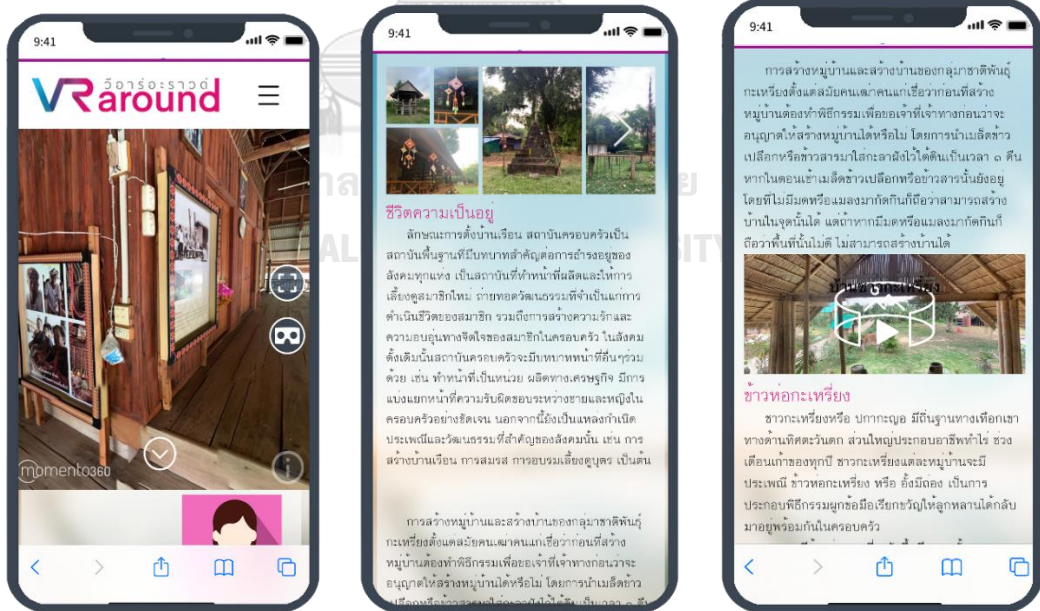 9:41
วีอาร์อะราวด์
VRaround
momento360
9:41
ชีวิตความเป็นอยู่
ลักษณะการตั้งบ้านเรือน สถาบันครอบครัวเป็น
สถาบันพื้นฐานที่มีบทบาทสำคัญต่อการธำรงอยู่ของ
สังคมทุกแห่ง เป็นสถาบันที่ทำหน้าที่ผลิตและให้การ
เลี้ยงดูสมาชิกใหม่ ถ่ายทอดวัฒนธรรมที่จำเป็นแก่การ
ดำเนินชีวิตของสมาชิก รวมถึงการสร้างความรักและ
ความอบอุ่นทางจิตใจของสมาชิกในครอบครัว ในสังคม
ดั้งเดิมนั้นสถาบันครอบครัวจะมีบทบาทหน้าที่อื่นๆร่วม
ด้วย เช่น ทำหน้าที่เป็นหน่วย ผลิตทางเศรษฐกิจ มีการ
แบ่งแยกหน้าที่ความรับผิดชอบระหว่างชายและหญิงใน
ครอบครัวอย่างชัดเจน นอกจากนี้ยังเป็นแหล่งกำเนิด
ประเพณีและวัฒนธรรมที่สำคัญของสังคมนั้น เช่น การ
สร้างบ้านเรือน การสมรส การอบรมเลี้ยงดูบุตร เป็นต้น
การสร้างหมู่บ้านและสร้างบ้านของกลุ่มชาติพันธุ์
กะเหรี่ยงตั้งแต่สมัยคนเฒ่าคนแก่เชื่อว่าก่อนที่สร้าง
หมู่บ้านต้องทำพิธีกรรมเพื่อขอเจ้าที่เจ้าทางก่อนว่าจะ
อนุญาตให้สร้างหมู่บ้านได้หรือไม่ โดยการนำเมล็ดข้าว
เปลือกหรือข้าวสารมาใส่กะลาฝังไว้ใต้ดินเป็นเวลา ๑ คืน
9:41
การสร้างหมู่บ้านและสร้างบ้านของกลุ่มชาติพันธุ์
กะเหรี่ยงตั้งแต่สมัยคนเฒ่าคนแก่เชื่อว่าก่อนที่สร้าง
หมู่บ้านต้องทำพิธีกรรมเพื่อขอเจ้าที่เจ้าทางก่อนว่าจะ
อนุญาตให้สร้างหมู่บ้านได้หรือไม่ โดยการนำเมล็ดข้าว
เปลือกหรือข้าวสารมาใส่กะลาฝังไว้ใต้ดินเป็นเวลา ๑ คืน
หากในตอนเช้าเมล็ดข้าวเปลือกหรือข้าวสารนั้นยังอยู่
โดยที่ไม่มีมดหรือแมลงมากัดกินก็ถือว่าสามารถสร้าง
บ้านในจุดนั้นได้ แต่ถ้าหากมีมดหรือแมลงมากัดกินก็
ถือว่าพื้นที่นั้นไม่ดี ไม่สามารถสร้างบ้านได้
บ้านชาวกะเหรี่ยง
ข้าวห่อกะเหรี่ยง
ชาวกะเหรี่ยงหรือ ปกากะญอ มีถิ่นฐานทางเทือกเขา
ทางด้านทิศตะวันตก ส่วนใหญ่ประกอบอาชีพทำไร่ ช่วง
เดือนเก้าของทุกปี ชาวกะเหรี่ยงแต่ละหมู่บ้านจะมี
ประเพณี ข้าวห่อกะเหรี่ยง หรือ อั้งมีถ่อง เป็นการ
ประกอบพิธีกรรมผูกข้อมือเรียกขวัญให้ลูกหลานได้กลับ
มาอยู่พร้อมกันในครอบครัว